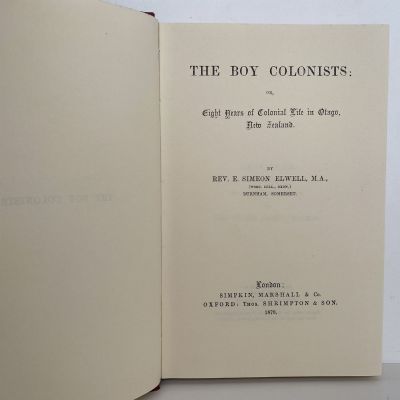 THE BOY COLONISTS;
OR,
Eight Years of Colonial Life in Otago,
New Zealand.
BY
REV. E. SIMEON ELWELL, M.A.,
BURNHAM, SOMERSET.
London:
SIMPKIN, MARSHALL & Co.
OXFORD: THOS. SHRIMPTON & SON.
1878.